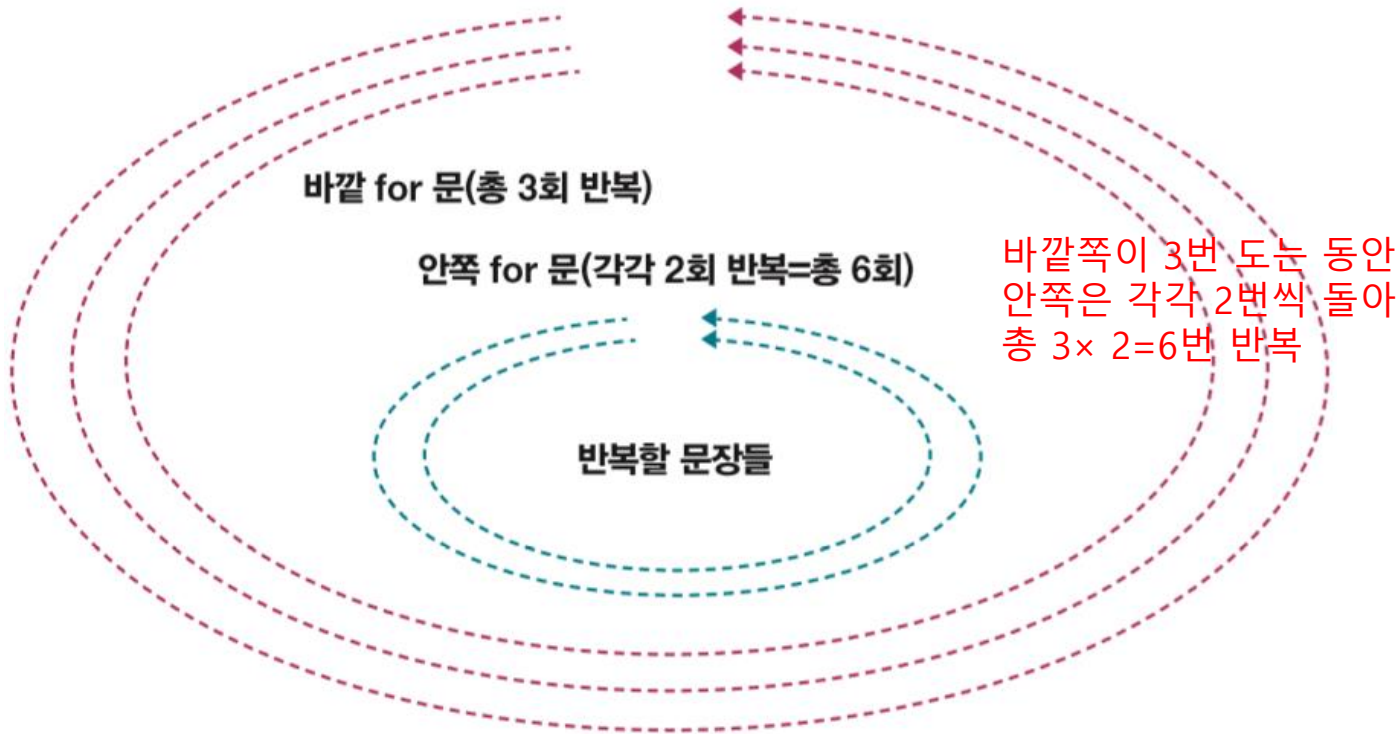 바깥 for 문(총 3회 반복)
안쪽 for 문(각각 2회 반복=총 6회)
바깥쪽이 3번 도는 동안
안쪽은 각각 2번씩 돌아
총 3× 2=6번 반복
반복할 문장들